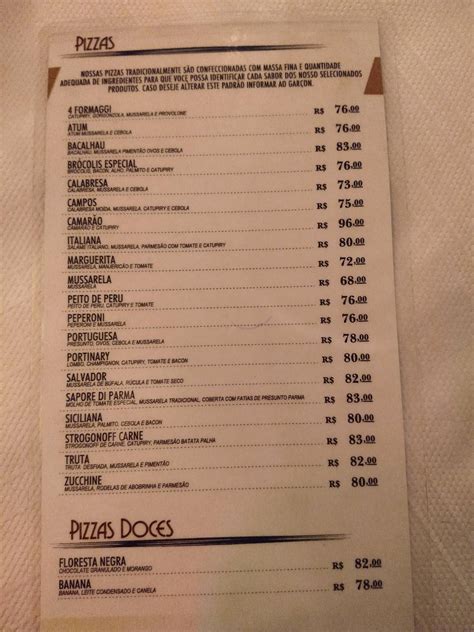 PIZZAS
NOSSAS PIZZAS TRADICIONALMENTE SÃO CONFECCIONADAS COM MASSA FINA E QUANTIDADE
ADEQUADA DE INGREDIENTES PARA QUE VOCE POSSA IDENTIFICAR CADA SABOR DOS NOSSO SELECIONADOS
PRODUTOS. CASO DESEJE ALTERAR ESTE PADRÃO INFORMAR AO GARÇON.
4 FORMAGGI R$ 76,00
CATUPIRY, GORGONZOLA, MUSSARELA E PROVOLONE
ATUM R$ 76,00
ATUM MUSSARELA E CEBOLA
BACALHAU R$ 83,00
BACALHAU, MUSSARELA PIMENTÃO OVOS E CEBOLA
BRÓCOLIS ESPECIAL R$ 76,00
BRÓCOLIS, BACON, ALHO, PALMITO E CATUPIRY
CALABRESA R$ 73,00
CALABRESA, MUSSARELA E CEBOLA
CAMPOS R$ 75,00
CALABRESA MOIDA, MUSSARELA, CATUPIRY E CEBOLA
CAMARÃO R$ 96,00
CAMARÃO E CATUPIRY
ITALIANA R$ 80,00
SALAME ITALIANO, MUSSARELA, PARMESÃO COM TOMATE E CATUPIRY
MARGUERITA R$ 72,00
MUSSARELA, MANJERICÃO E TOMATE
MUSSARELA R$ 68,00
MUSSARELA
PEITO DE PERU R$ 76,00
PEITO DE PERU, CATUPIRY E TOMATE
PEPERONI R$ 76,00
PEPERONI E MUSSARELA
PORTUGUESA R$ 78,00
PRESUNTO, OVOS, CEBOLA E MUSSARELA
PORTINARY R$ 80,00
LOMBO, CHAMPIGNON, CATUPIRY, TOMATE E BACON
SALVADOR R$ 82,00
MUSSARELA DE BUFALA, RÚCULA E TOMATE SECO
SAPORE DI PARMA R$ 83,00
MOLHO DE TOMATE ESPECIAL, MUSSARELA TRADICIONAL, COBERTA COM FATIAS DE PRESUNTO PARMA
SICILIANA R$ 80,00
MUSSARELA, PALMITO, CEBOLA E BACON
STROGONOFF CARNE R$ 83,00
STROGONOFF DE CARNE, CATUPIRY, PARMESÃO BATATA PALHA
TRUTA R$ 82,00
TRUTA DESFIADA, MUSSARELA E PIMENTÃO
ZUCCHINE R$ 80,00
MUSSARELA, RODELAS DE ABOBRINHA E PARMESÃO
PIZZAS DOCES
FLORESTA NEGRA R$ 82,00
CHOCOLATE GRANULADO E MORANGO
BANANA R$ 78,00
BANANA, LEITE CONDENSADO E CANELA